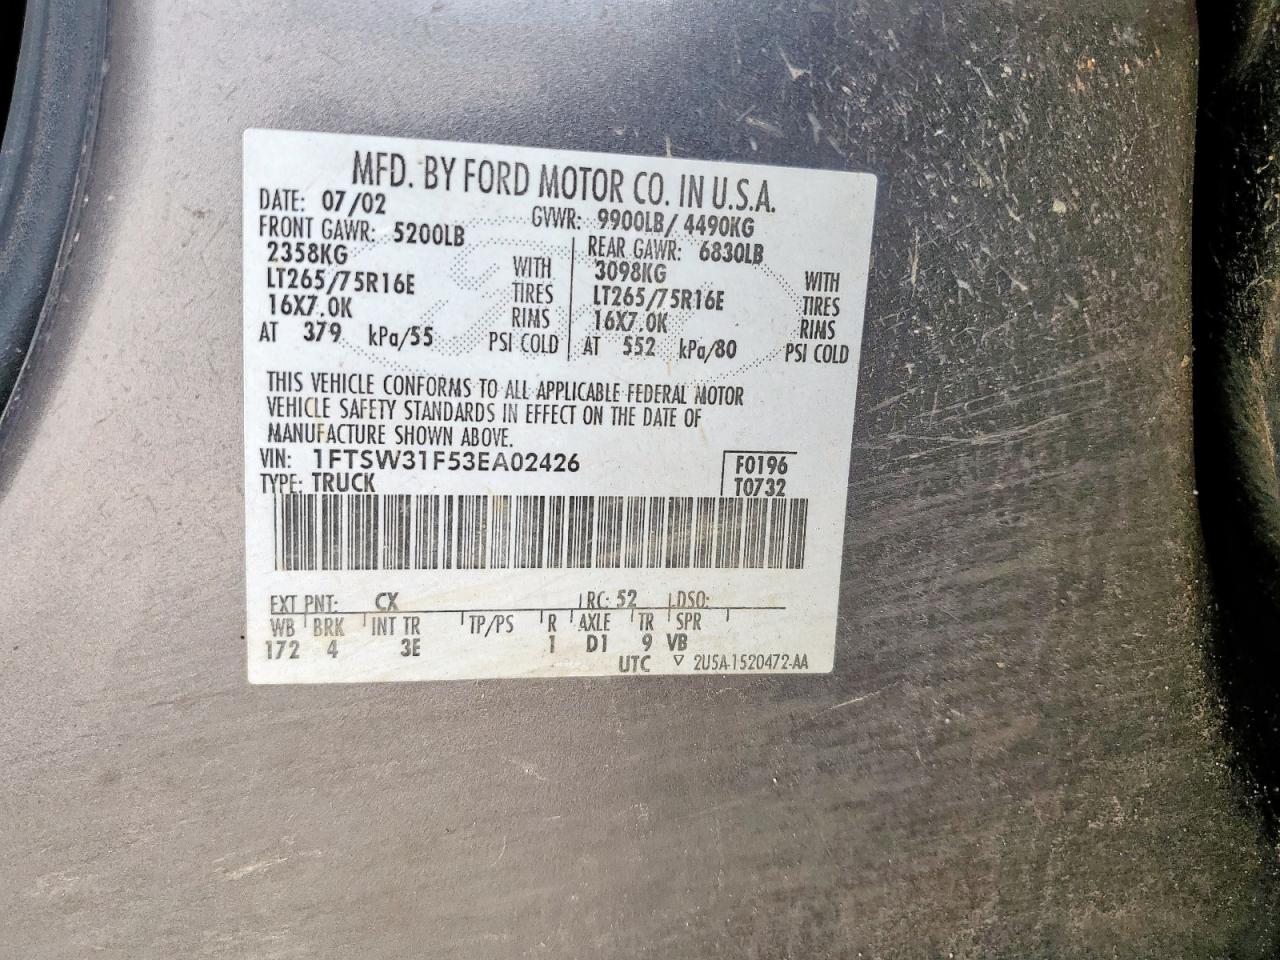 MFD. BY FORD MOTOR CO. IN U.S.A.
DATE: 07/02 GVWR: 9900LB/ 4490KG
FRONT GAWR: 5200LB REAR GAWR: 6830LB
2358KG WITH 3098KG WITH
LT265/75R16E TIRES LT265/75R16E TIRES
16X7.0K RIMS 16X7.0K RIMS
AT 379 kPa/55 PSI COLD AT 552 kPa/80 PSI COLD
THIS VEHICLE CONFORMS TO ALL APPLICABLE FEDERAL MOTOR
VEHICLE SAFETY STANDARDS IN EFFECT ON THE DATE OF
MANUFACTURE SHOWN ABOVE.
VIN: 1FTSW31F53EA02426 F0196
TYPE: TRUCK T0732
EXT PNT: CX RC: 52 DSO:
WB BRK INT TR TP/PS R AXLE TR SPR
172 4 3E 1 D1 9 VB
UTC ▽ 2U5A-1520472-AA